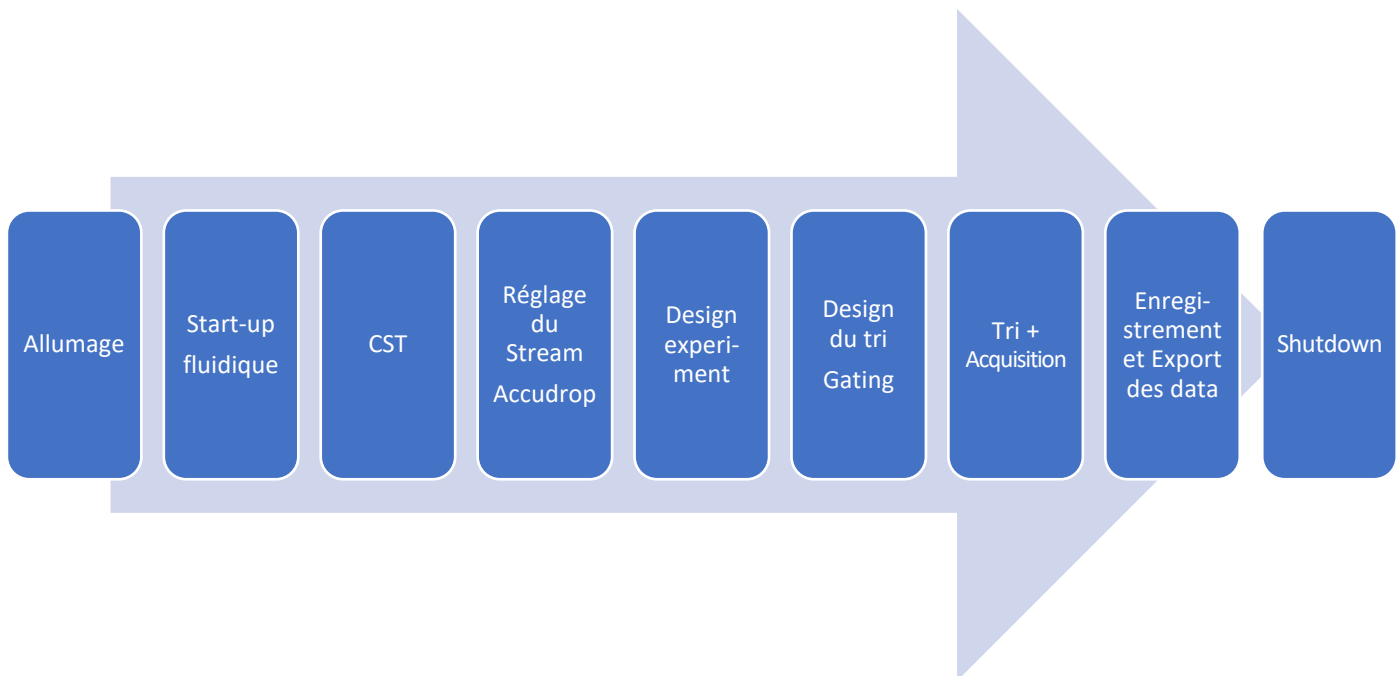 Allumage
Start-up
fluidique
CST
Réglage
du
Stream
Accudrop
Design
experi-
ment
Design
du tri
Gating
Tri +
Acquisition
Enregi-
strement
et Export
des data
Shutdown